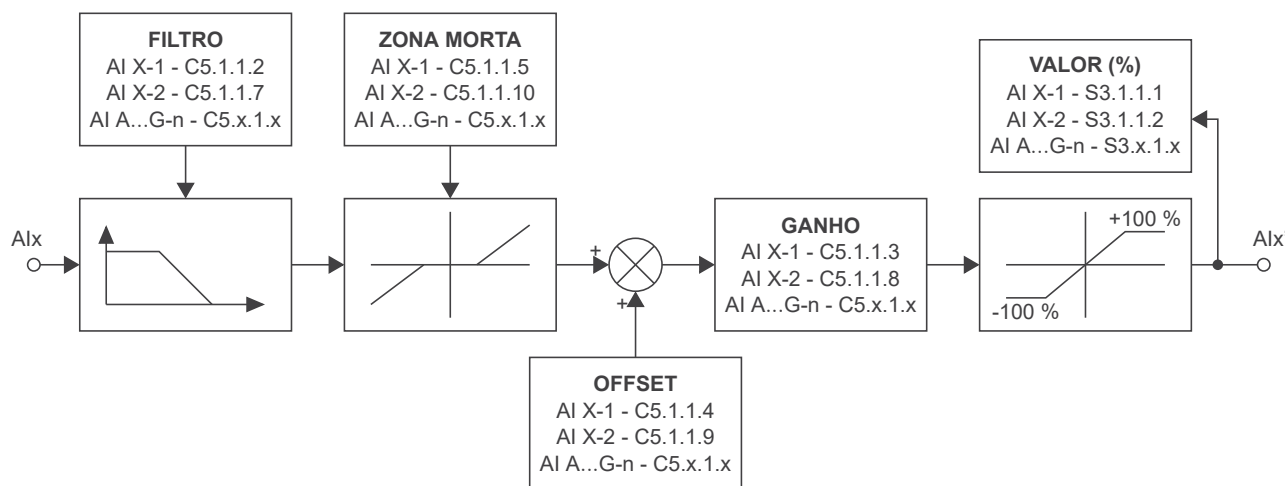 FILTRO
AI X-1 - C5.1.1.2
AI X-2 - C5.1.1.7
AI A...G-n - C5.x.1.x
ZONA MORTA
AI X-1 - C5.1.1.5
AI X-2 - C5.1.1.10
AI A...G-n - C5.x.1.x
VALOR (%)
AI X-1 - S3.1.1.1
AI X-2 - S3.1.1.2
AI A...G-n - S3.x.1.x
AIx
+
+
GANHO
AI X-1 - C5.1.1.3
AI X-2 - C5.1.1.8
AI A...G-n - C5.x.1.x
+100 %
-100 %
AIx
OFFSET
AI X-1 - C5.1.1.4
AI X-2 - C5.1.1.9
AI A...G-n - C5.x.1.x